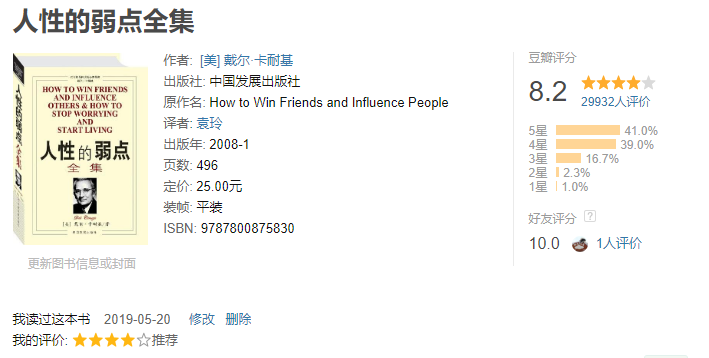 人性的弱点全集
HOW TO WIN FRIENDS
AND INFLUENCE
OTHERS & HOW TO
STOP WORRYING
AND
START LIVING
人性的弱点全集
人性的弱点
全集
更新图书信息或封面
作者: [美] 戴尔·卡耐基
出版社: 中国发展出版社
原作名: How to Win Friends and Influence People
译者: 袁玲
出版年: 2008-1
页数: 496
定价: 25.00元
装帧: 平装
ISBN: 9787800875830
豆瓣评分
8.2
29932人评价
5星 41.0%
4星 39.0%
3星 16.7%
2星 2.3%
1星 1.0%
好友评分 ?
10.0 1人评价
我读过这本书 2019-05-20 修改 删除
我的评价: 推荐